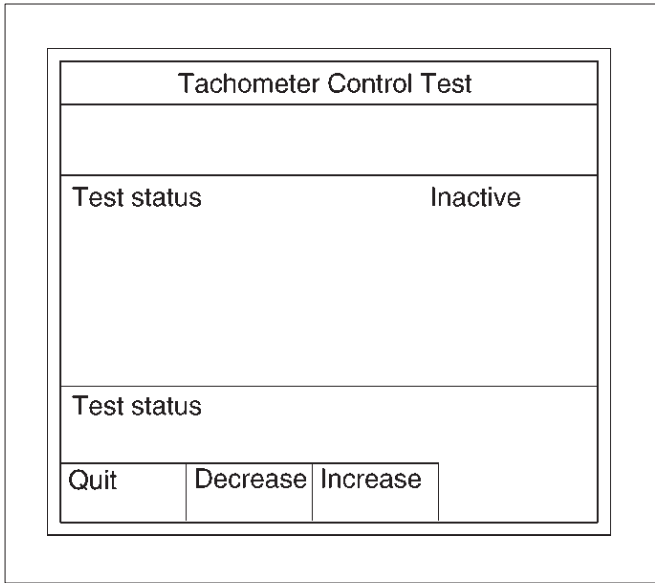 Tachometer Control Test
Test status Inactive
Test status
Quit Decrease Increase